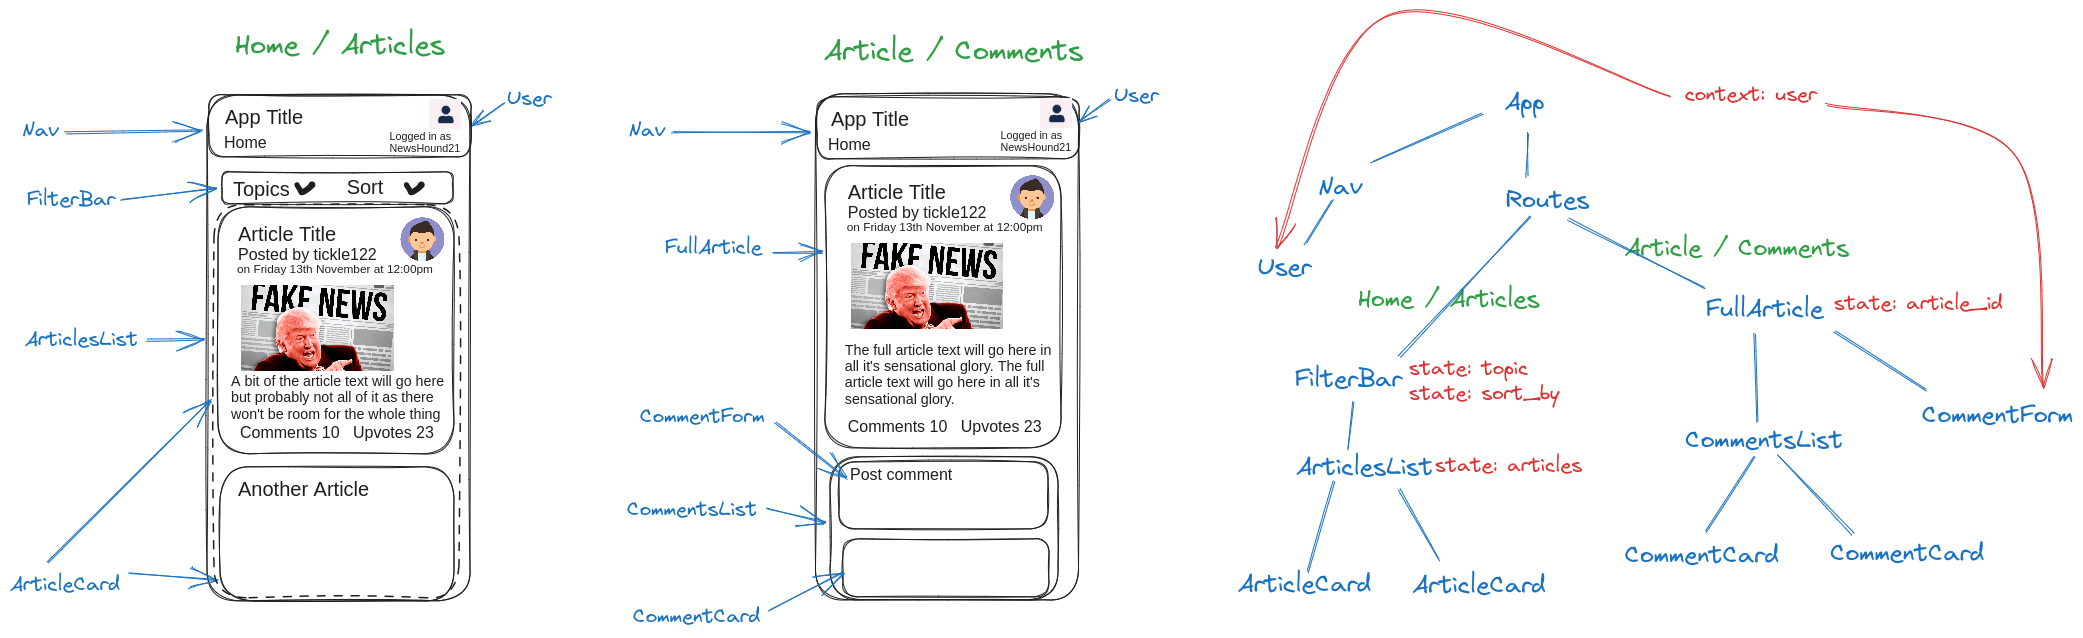 Home / Articles
User
Nav
App Title
Home
Logged in as
NewsHound21
FilterBar
Topics
Sort
Article Title
Posted by tickle122
on Friday 13th November at 12:00pm
FAKE NEWS
ArticlesList
A bit of the article text will go here
but probably not all of it as there
won't be room for the whole thing
Comments 10 Upvotes 23
Another Article
ArticleCard
Article / Comments
User
Nav
App Title
Home
Logged in as
NewsHound21
Article Title
Posted by tickle122
on Friday 13th November at 12:00pm
FullArticle
FAKE NEWS
The full article text will go here in
all it's sensational glory. The full
article text will go here in all it's
sensational glory.
CommentForm
Comments 10 Upvotes 23
Post comment
CommentsList
CommentCard
context: user
App
Nav
Routes
User
Article / Comments
Home / Articles
FullArticle state: article_id
FilterBar state: topic
state: sort_by
CommentForm
CommentsList
ArticlesList state: articles
CommentCard
CommentCard
ArticleCard
ArticleCard